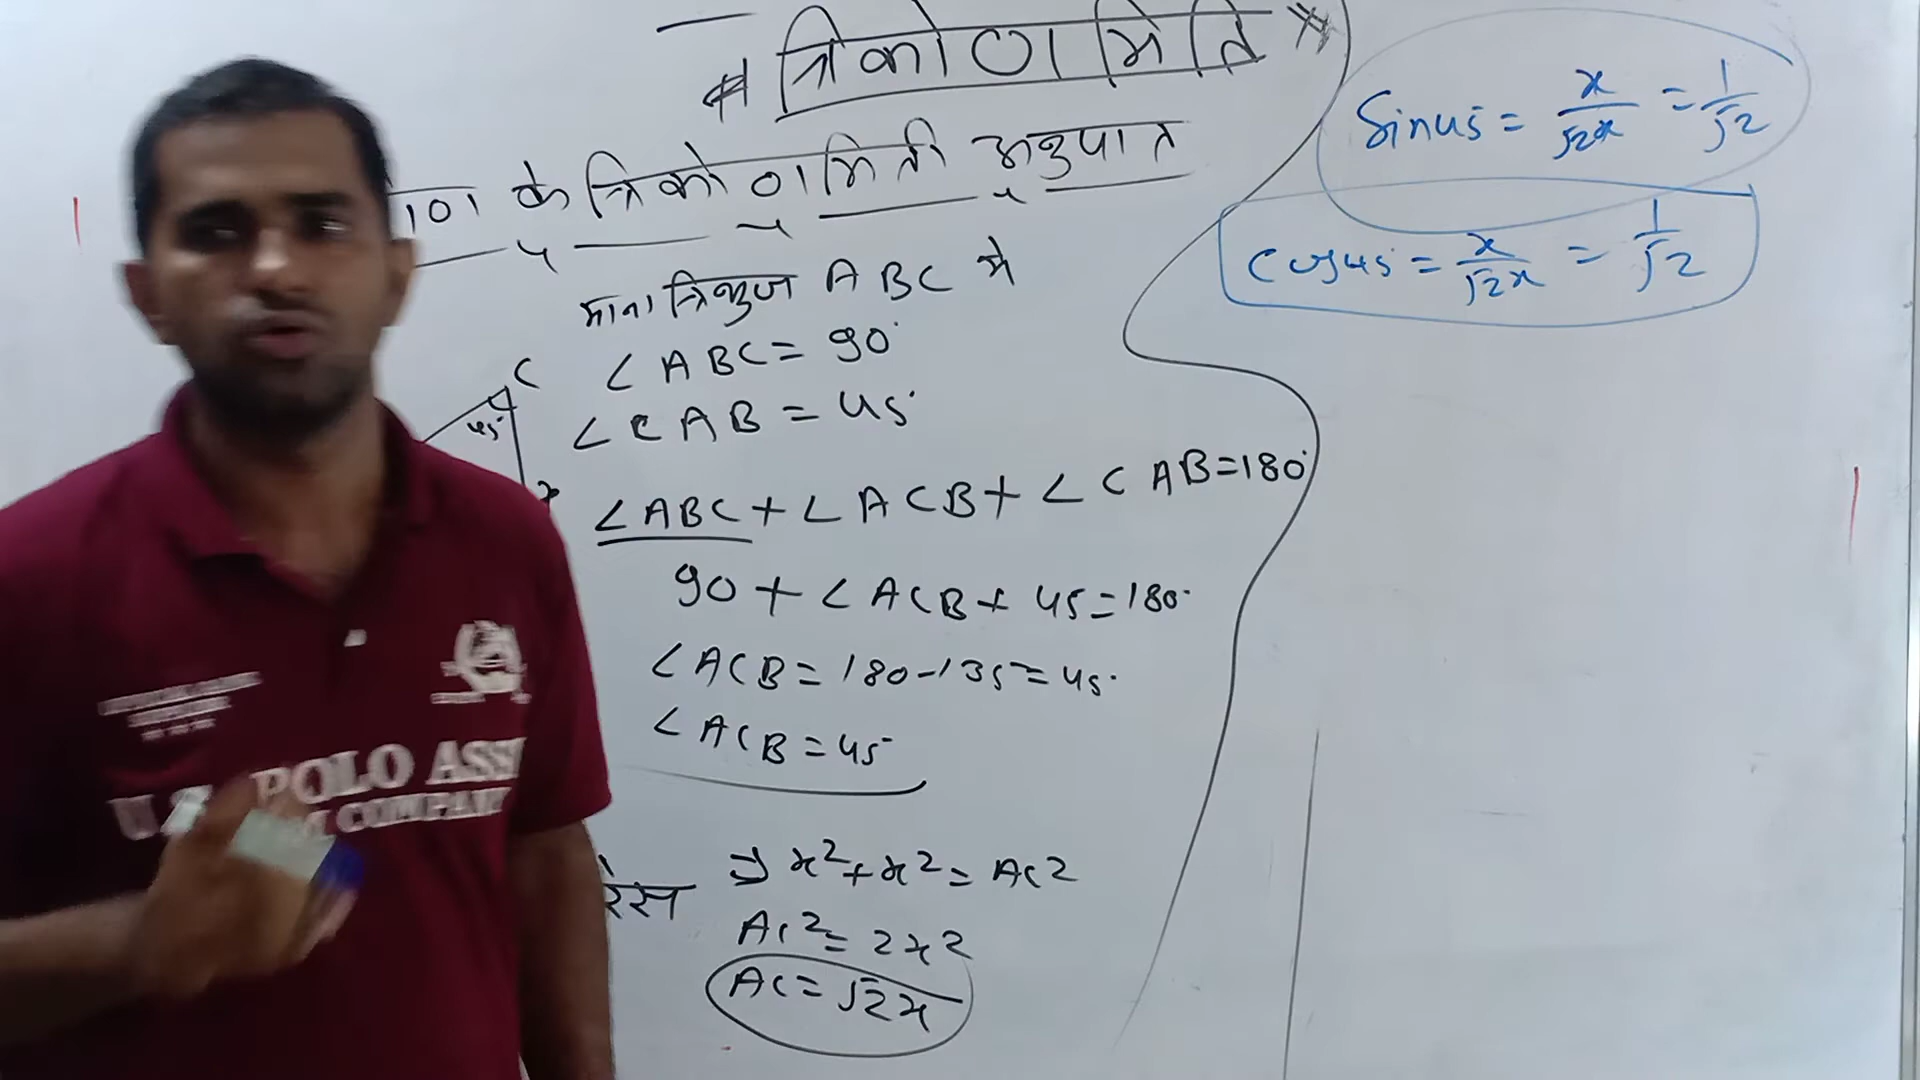 # त्रिकोणमिति #
कोण के त्रिकोणमिती अनुपात
माना त्रिभुज ABC मे
∠ABC = 90°
∠CAB = 45°
∠ABC + ∠ACB + ∠CAB = 180°
90 + ∠ACB + 45 = 180°
∠ACB = 180 - 135 = 45°
∠ACB = 45°
⇒ x² + x² = AC²
AC² = 2x²
AC = √2x
C
45°
x
Sin45 = x/√2x = 1/√2
Cos45 = x/√2x = 1/√2
POLO ASS
COMPANY